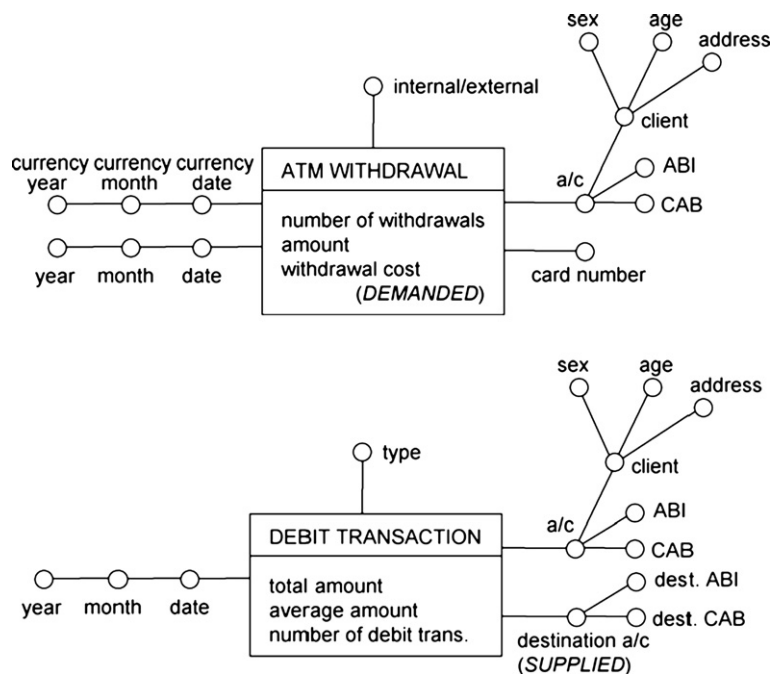 sex age address
internal/external
client
currency currency currency
year month date
ATM WITHDRAWAL
a/c
ABI
CAB
number of withdrawals
amount
withdrawal cost
(DEMANDED)
year month date
card number
sex age address
type
client
DEBIT TRANSACTION
a/c
ABI
CAB
total amount
average amount
number of debit trans.
year month date
dest. ABI
dest. CAB
destination a/c
(SUPPLIED)